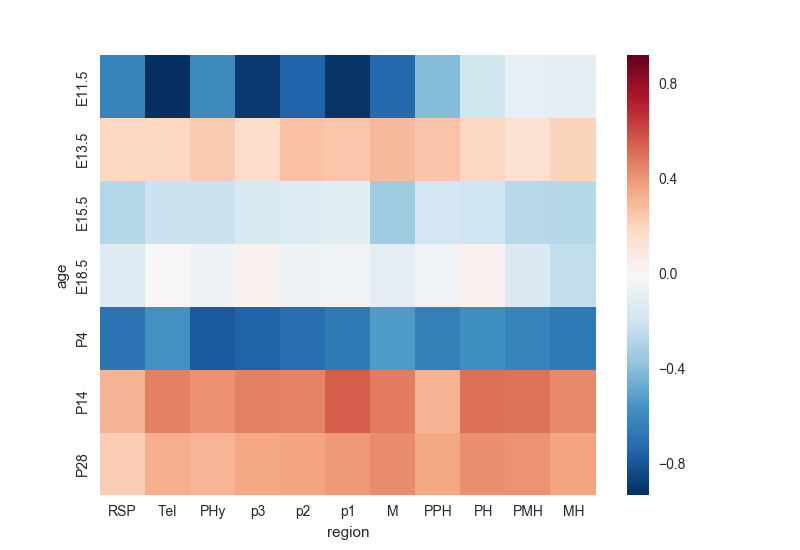 E11.5
E13.5
E15.5
E18.5
P4
P14
P28
age
RSP Tel PHy p3 p2 p1 M PPH PH PMH MH
region
0.8
0.4
0.0
−0.4
−0.8